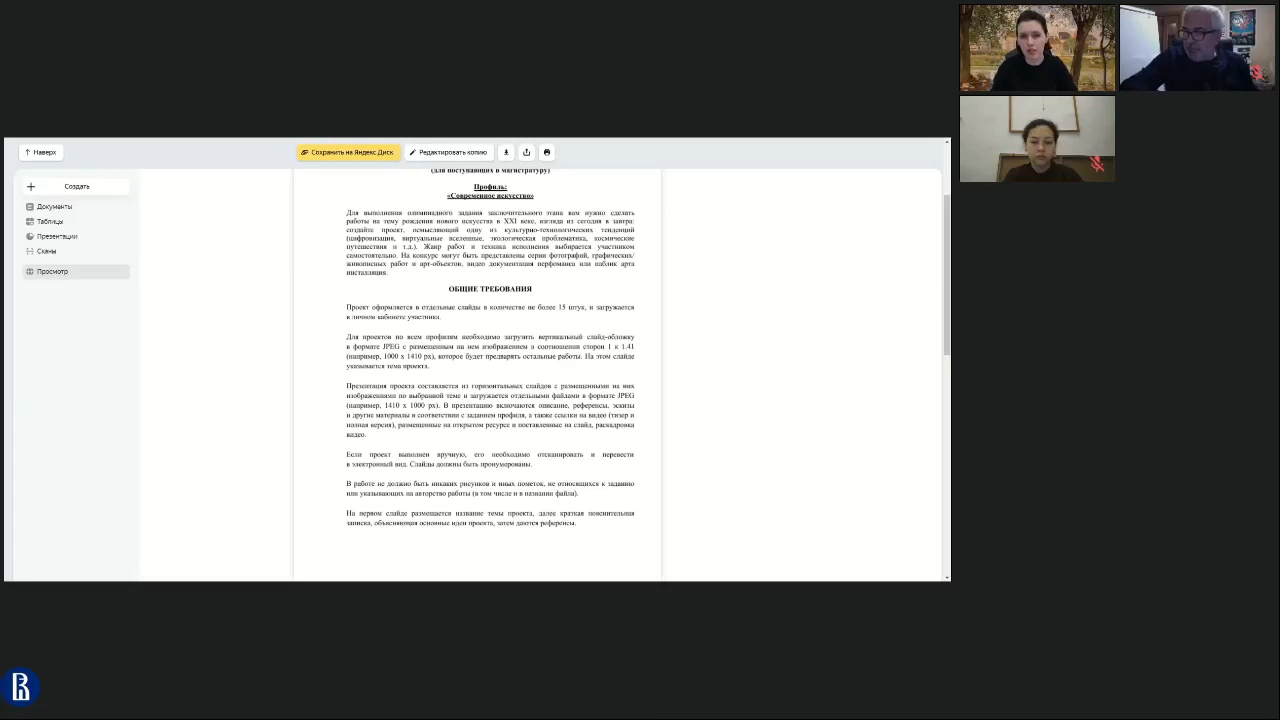 Наверх
Сохранить на Яндекс Диск
Редактировать копию
(для поступающих в магистратуру)
Создать
Документы
Таблицы
Презентации
Сканы
Просмотр
Профиль:
«Современное искусство»
Для выполнения олимпиадного задания заключительного этапа вам нужно сделать
работы на тему рождения нового искусства в XXI веке, взгляда из сегодня в завтра:
создайте проект, осмысляющий одну из культурно-технологических тенденций
(цифровизация, виртуальные вселенные, экологическая проблематика, космические
путешествия и т.д.). Жанр работ и техника исполнения выбирается участником
самостоятельно. На конкурс могут быть представлены серии фотографий, графических/
живописных работ и арт-объектов, видео документация перфоманса или паблик арта
инсталляция.
ОБЩИЕ ТРЕБОВАНИЯ
Проект оформляется в отдельные слайды в количестве не более 15 штук, и загружается
в личном кабинете участника.
Для проектов по всем профилям необходимо загрузить вертикальный слайд-обложку
в формате JPEG с размещенным на нем изображением в соотношении сторон 1 к 1.41
(например, 1000 x 1410 px), которое будет предварять остальные работы. На этом слайде
указывается тема проекта.
Презентация проекта составляется из горизонтальных слайдов с размещенными на них
изображениями по выбранной теме и загружается отдельными файлами в формате JPEG
(например, 1410 x 1000 px). В презентацию включаются описание, референсы, эскизы
и другие материалы в соответствии с заданием профиля, а также ссылки на видео (тизер и
полная версия), размещенные на открытом ресурсе и поставленные на слайд, раскадровка
видео.
Если проект выполнен вручную, его необходимо отсканировать и перевести
в электронный вид. Слайды должны быть пронумерованы.
В работе не должно быть никаких рисунков и иных пометок, не относящихся к заданию
или указывающих на авторство работы (в том числе и в названии файла).
На первом слайде размещается название темы проекта, далее краткая пояснительная
записка, объясняющая основные идеи проекта, затем даются референсы.